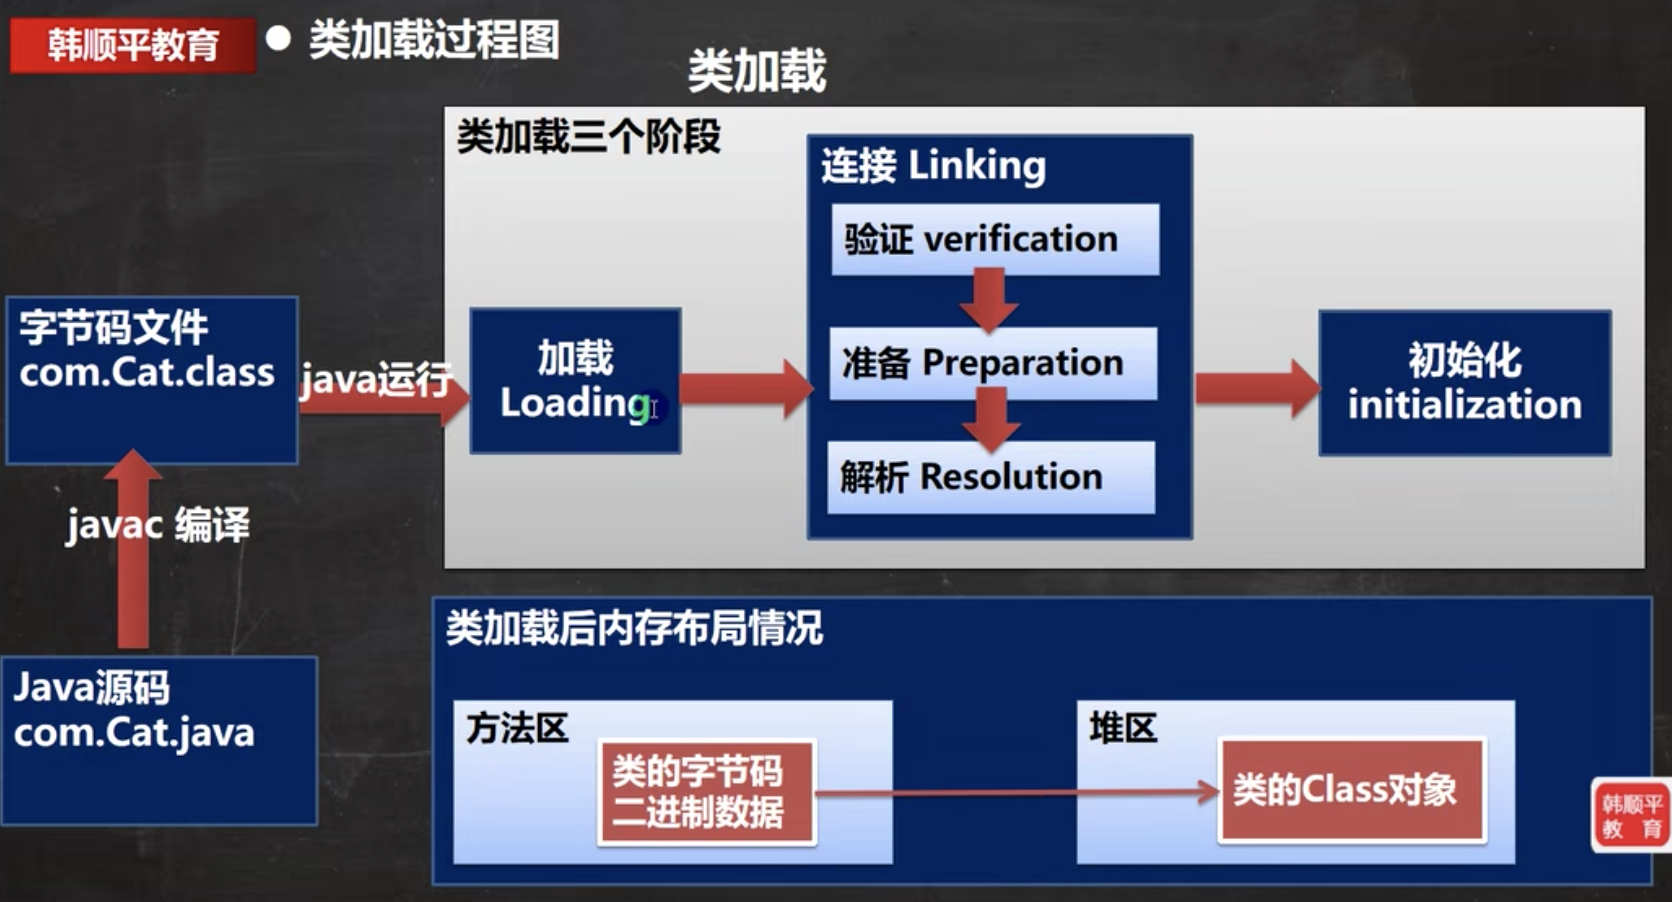 韩顺平教育
● 类加载过程图
类加载
类加载三个阶段
连接 Linking
验证 verification
准备 Preparation
解析 Resolution
字节码文件
com.Cat.class
java运行
加载
Loading
初始化
initialization
javac 编译
Java源码
com.Cat.java
类加载后内存布局情况
方法区
类的字节码
二进制数据
堆区
类的Class对象
韩顺平
教 育